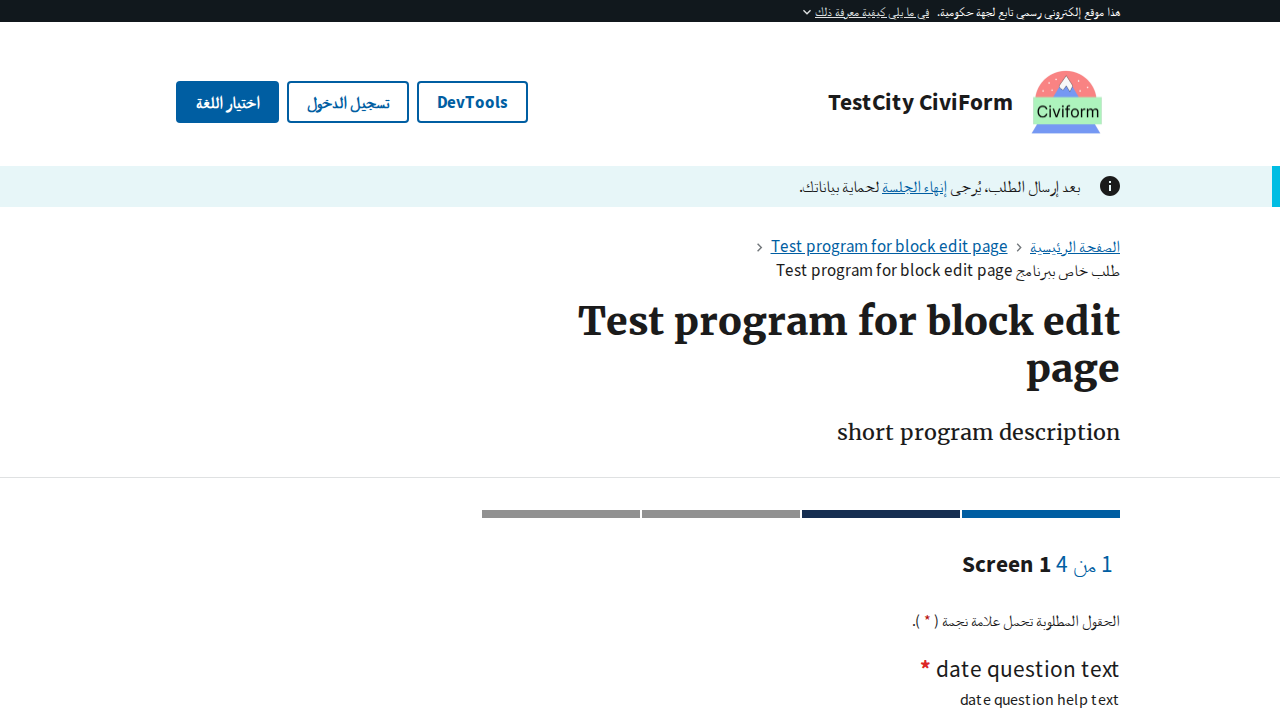 هذا موقع إلكتروني رسمي تابع لجهة حكومية. في ما يلي كيفية معرفة ذلك
Civiform
TestCity CiviForm
DevTools
تسجيل الدخول
اختيار اللغة
بعد إرسال الطلب، يُرجى إنهاء الجلسة لحماية بياناتك.
الصفحة الرئيسية
Test program for block edit page
طلب خاص ببرنامج Test program for block edit page
Test program for block edit
page
short program description
1 من 4 Screen 1
الحقول المطلوبة تحمل علامة نجمة ( * ).
date question text *
date question help text